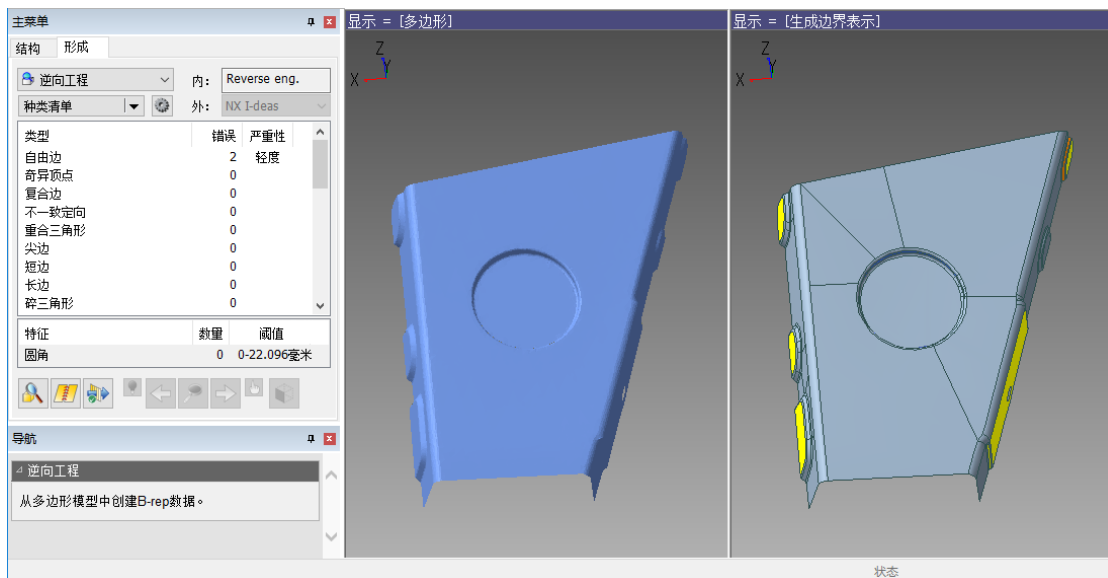 主菜单
结构 形成
逆向工程 内: Reverse eng.
种类清单 外: NX I-deas
类型 错误 严重性
自由边 2 轻度
奇异顶点 0
复合边 0
不一致定向 0
重合三角形 0
尖边 0
短边 0
长边 0
碎三角形 0
特征 数量 阈值
圆角 0 0-22.096毫米
导航
逆向工程
从多边形模型中创建B-rep数据。
显示 = [多边形]
Z
Y
X
显示 = [生成边界表示]
Z
Y
X
状态